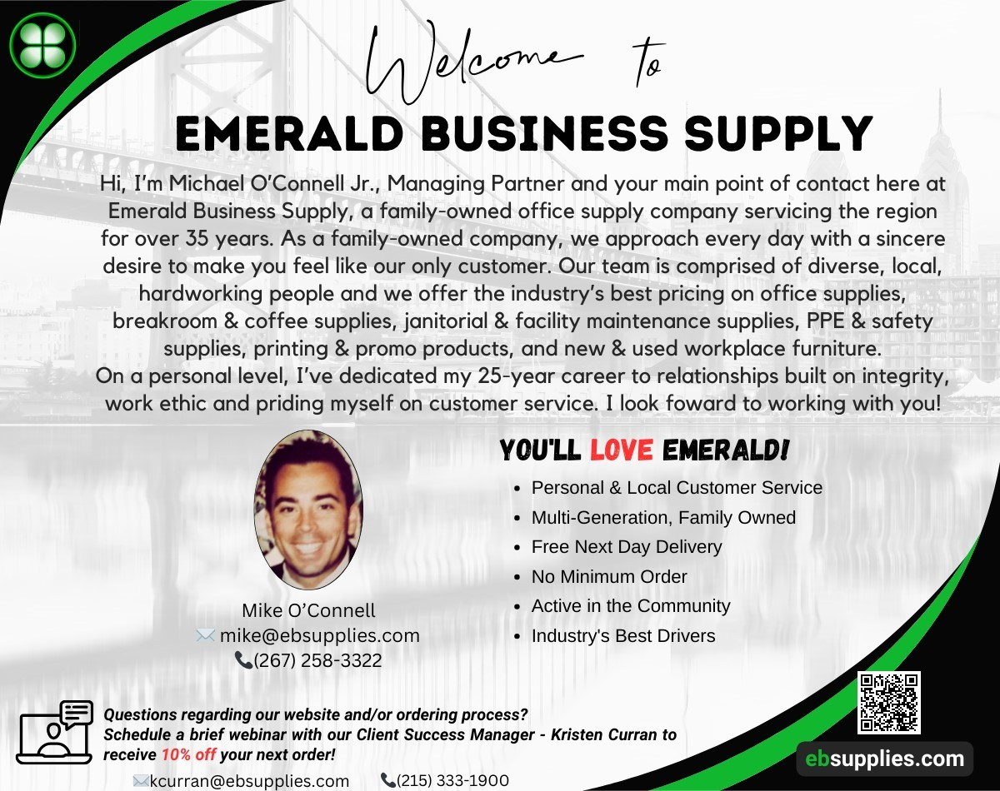 Welcome to
EMERALD BUSINESS SUPPLY
Hi, I’m Michael O’Connell Jr., Managing Partner and your main point of contact here at
Emerald Business Supply, a family-owned office supply company servicing the region
for over 35 years. As a family-owned company, we approach every day with a sincere
desire to make you feel like our only customer. Our team is comprised of diverse, local,
hardworking people and we offer the industry’s best pricing on office supplies,
breakroom & coffee supplies, janitorial & facility maintenance supplies, PPE & safety
supplies, printing & promo products, and new & used workplace furniture.
On a personal level, I’ve dedicated my 25-year career to relationships built on integrity,
work ethic and priding myself on customer service. I look foward to working with you!
Mike O’Connell
mike@ebsupplies.com
(267) 258-3322
YOU'LL LOVE EMERALD!
• Personal & Local Customer Service
• Multi-Generation, Family Owned
• Free Next Day Delivery
• No Minimum Order
• Active in the Community
• Industry's Best Drivers
Questions regarding our website and/or ordering process?
Schedule a brief webinar with our Client Success Manager - Kristen Curran to
receive 10% off your next order!
kcurran@ebsupplies.com (215) 333-1900
ebsupplies.com